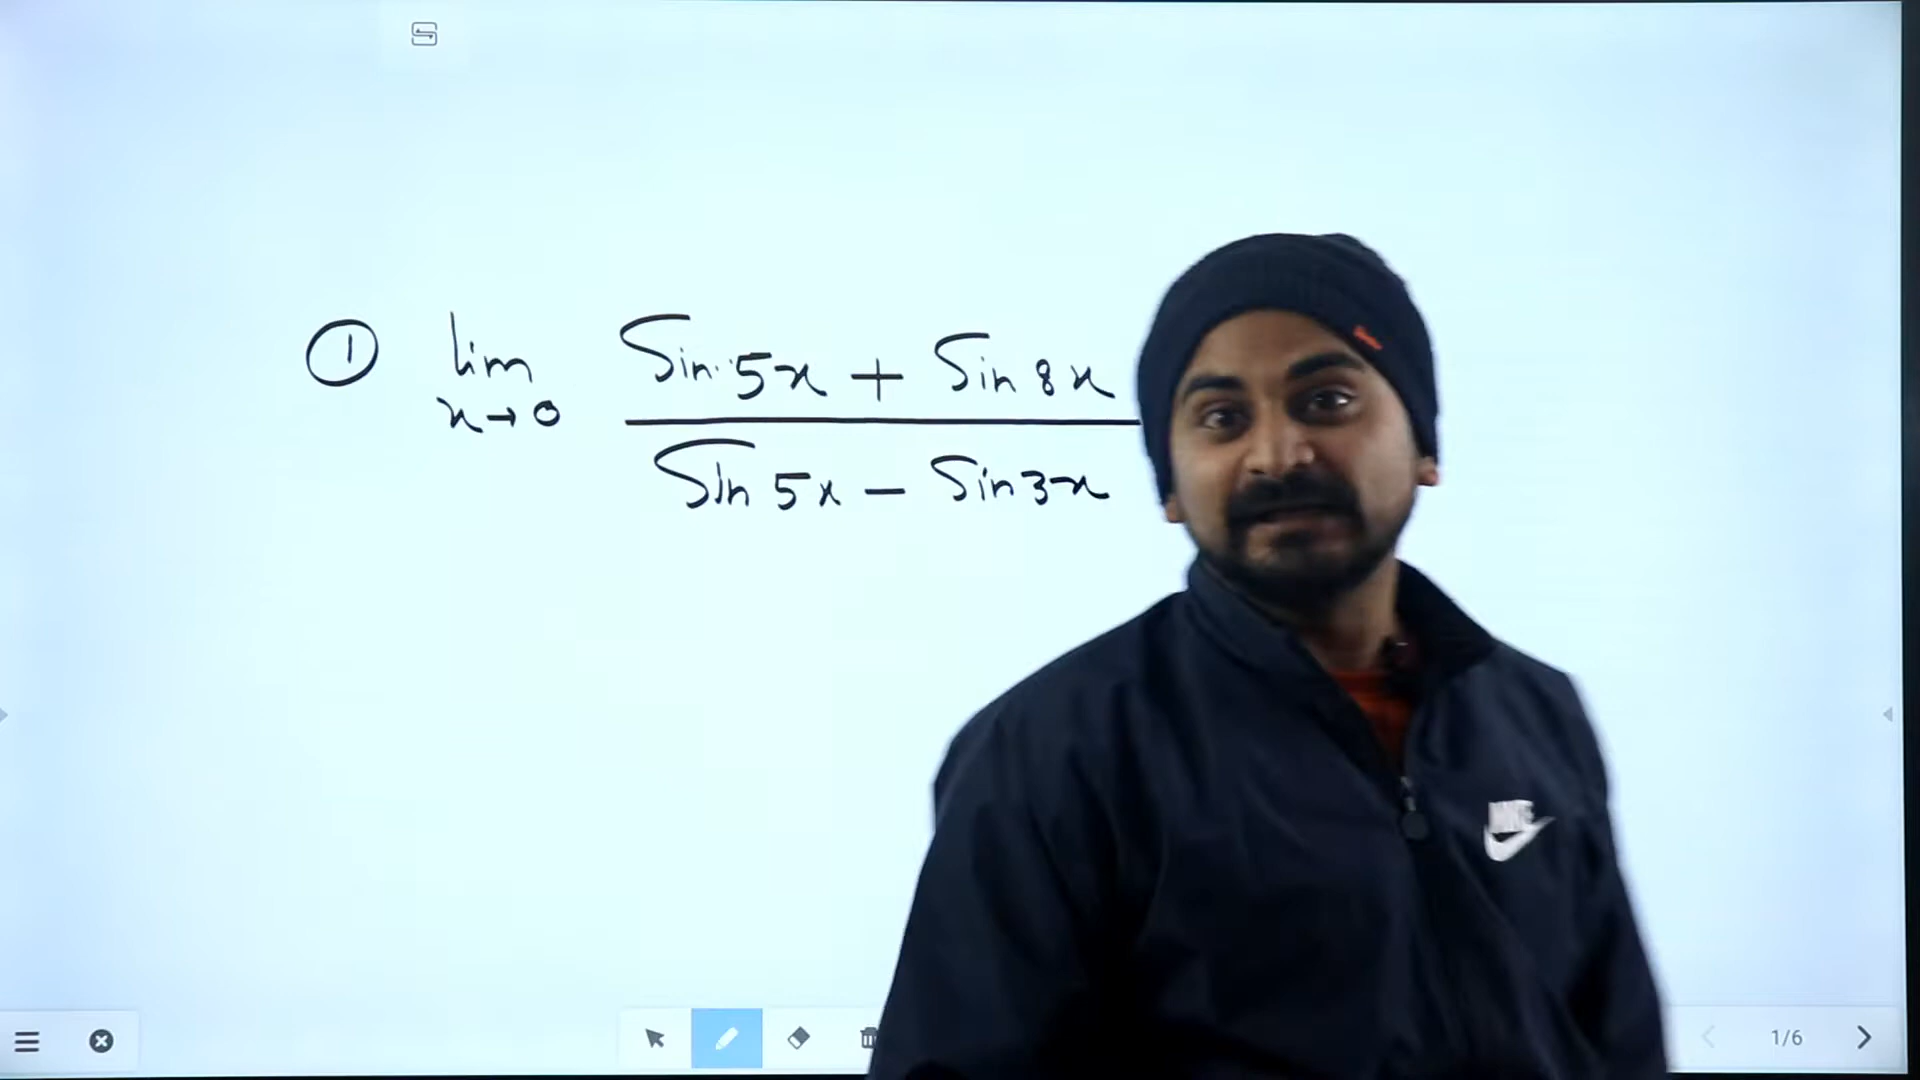 ① lim Sin 5x + Sin 8x
x→0 Sin 5x - Sin 3x
NIKE
1/6